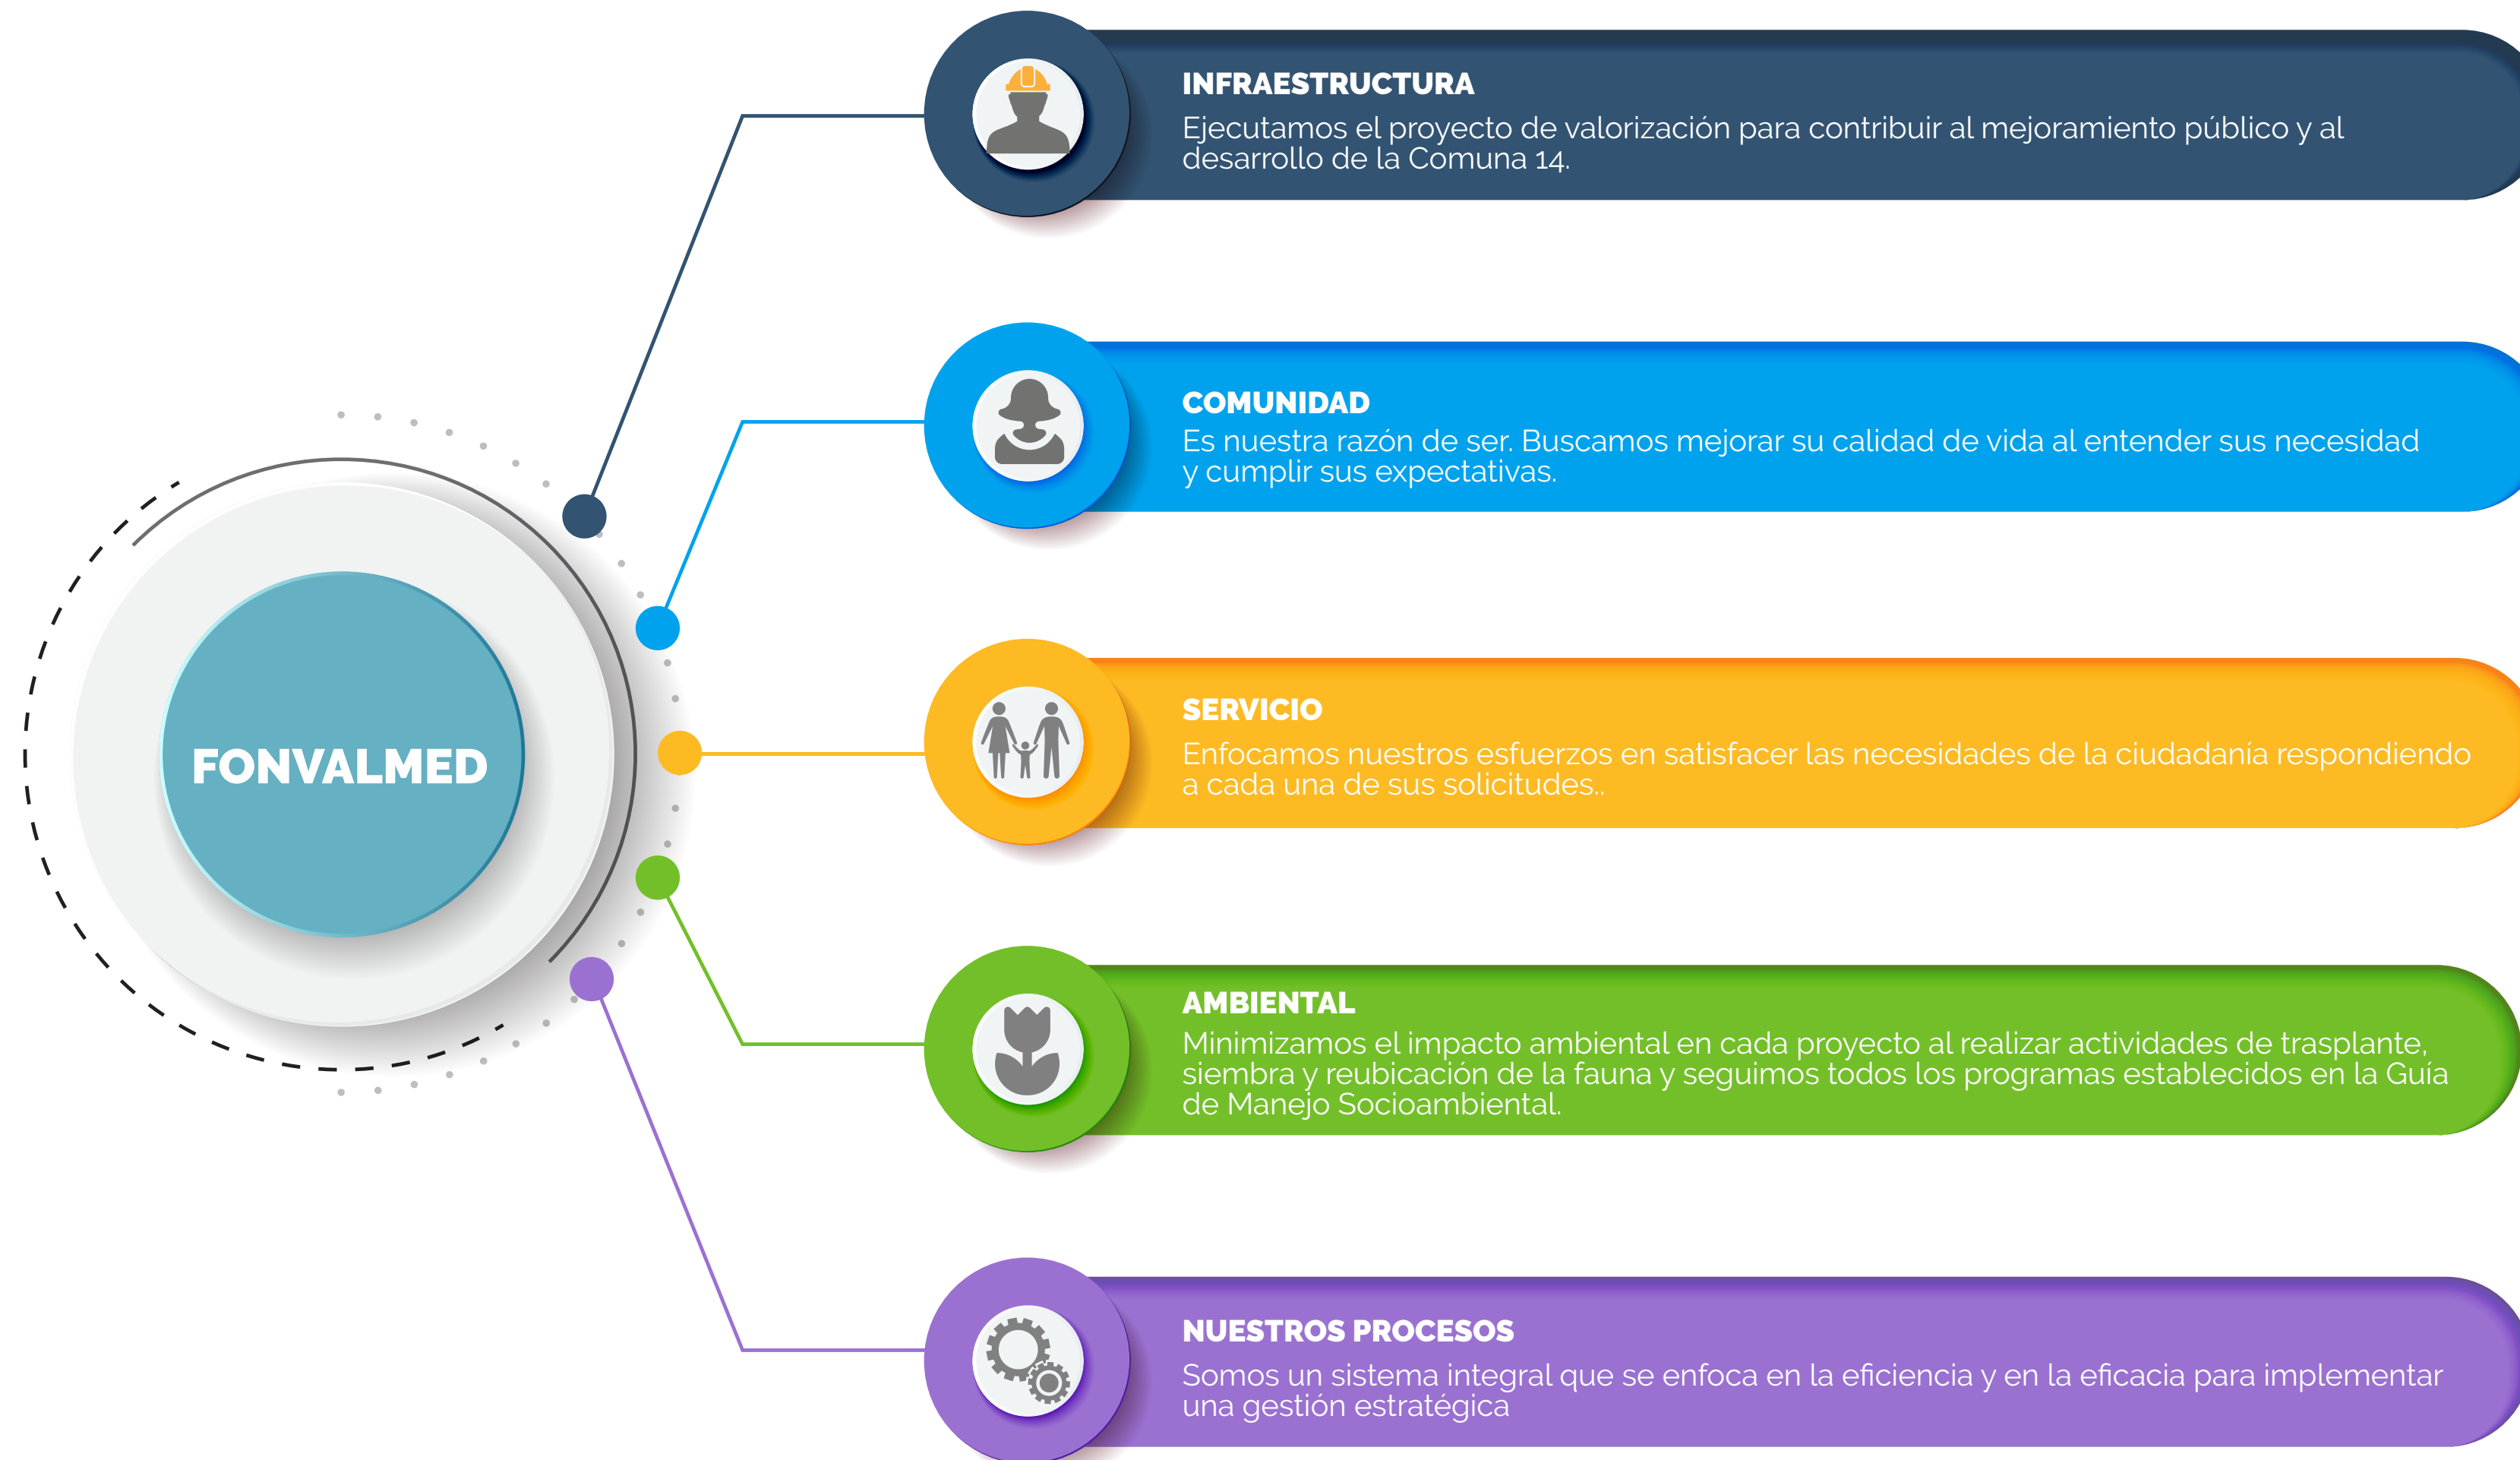 FONVALMED
INFRAESTRUCTURA
Ejecutamos el proyecto de valorización para contribuir al mejoramiento público y al
desarrollo de la Comuna 14.
COMUNIDAD
Es nuestra razón de ser. Buscamos mejorar su calidad de vida al entender sus necesidad
y cumplir sus expectativas.
SERVICIO
Enfocamos nuestros esfuerzos en satisfacer las necesidades de la ciudadanía respondiendo
a cada una de sus solicitudes..
AMBIENTAL
Minimizamos el impacto ambiental en cada proyecto al realizar actividades de trasplante,
siembra y reubicación de la fauna y seguimos todos los programas establecidos en la Guía
de Manejo Socioambiental.
NUESTROS PROCESOS
Somos un sistema integral que se enfoca en la eficiencia y en la eficacia para implementar
una gestión estratégica